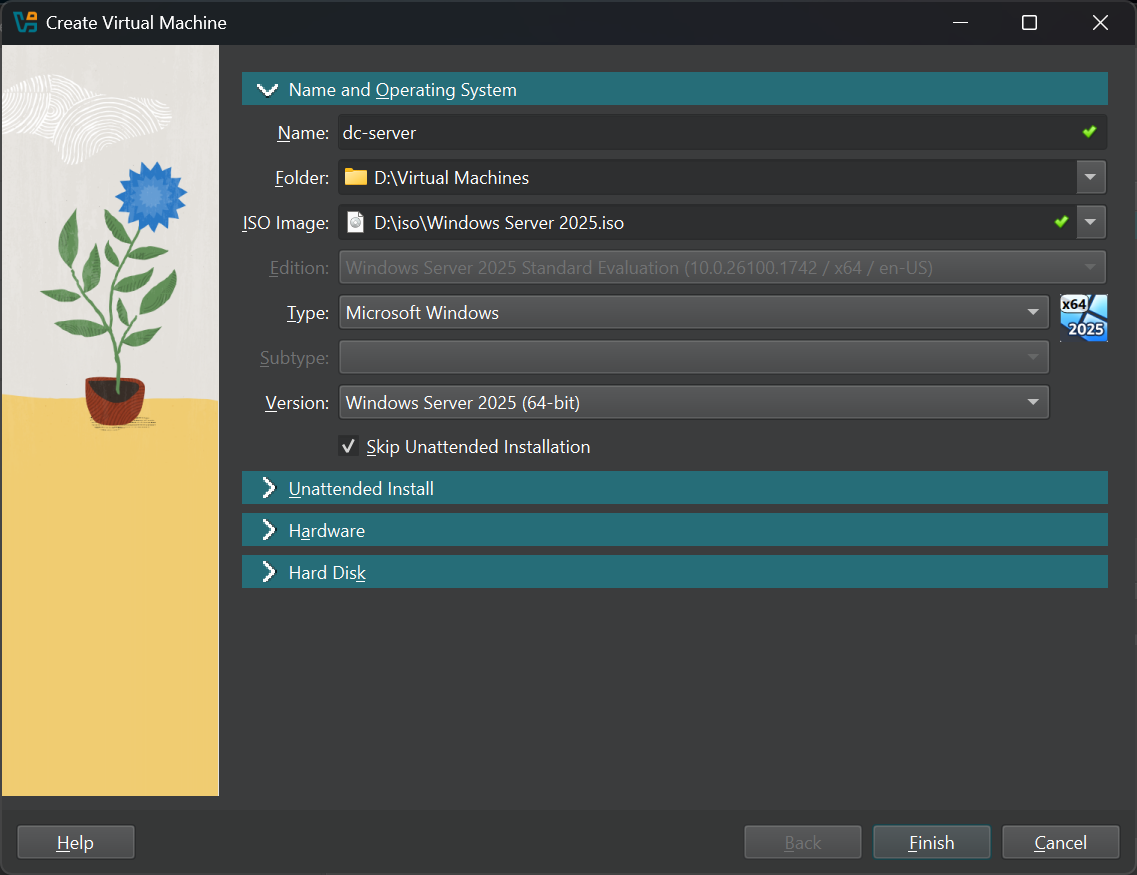 Create Virtual Machine
Name and Operating System
Name: dc-server
Folder: D:\Virtual Machines
ISO Image: D:\iso\Windows Server 2025.iso
Edition: Windows Server 2025 Standard Evaluation (10.0.26100.1742 / x64 / en-US)
Type: Microsoft Windows
x64
2025
Subtype:
Version: Windows Server 2025 (64-bit)
Skip Unattended Installation
Unattended Install
Hardware
Hard Disk
Help Back Finish Cancel